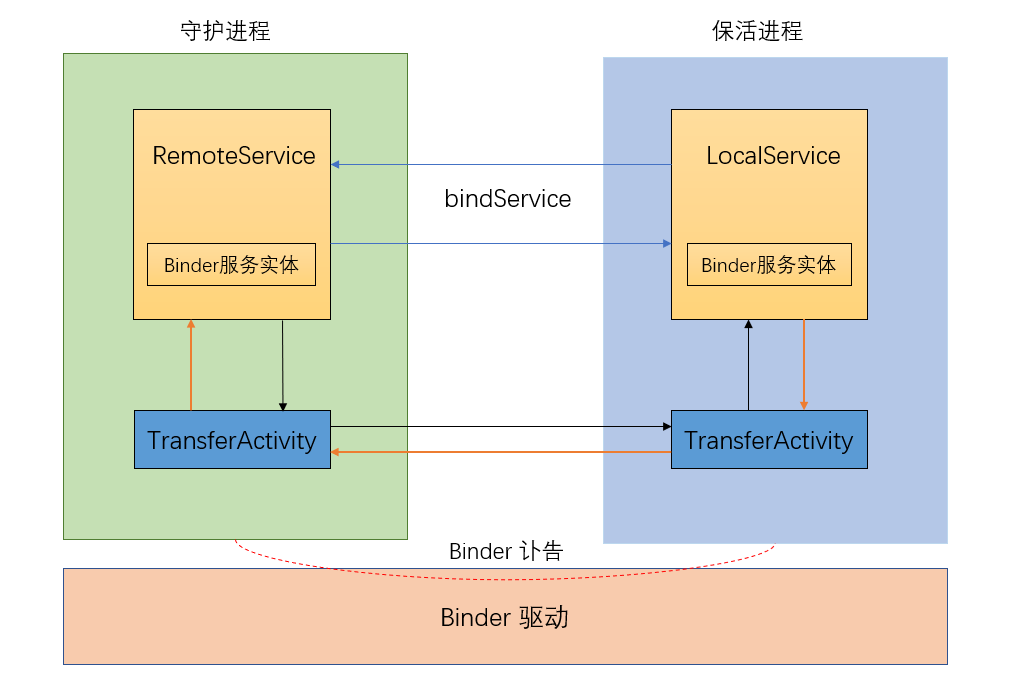 守护进程
保活进程
RemoteService
LocalService
bindService
Binder服务实体
Binder服务实体
TransferActivity
TransferActivity
Binder 讣告
Binder 驱动